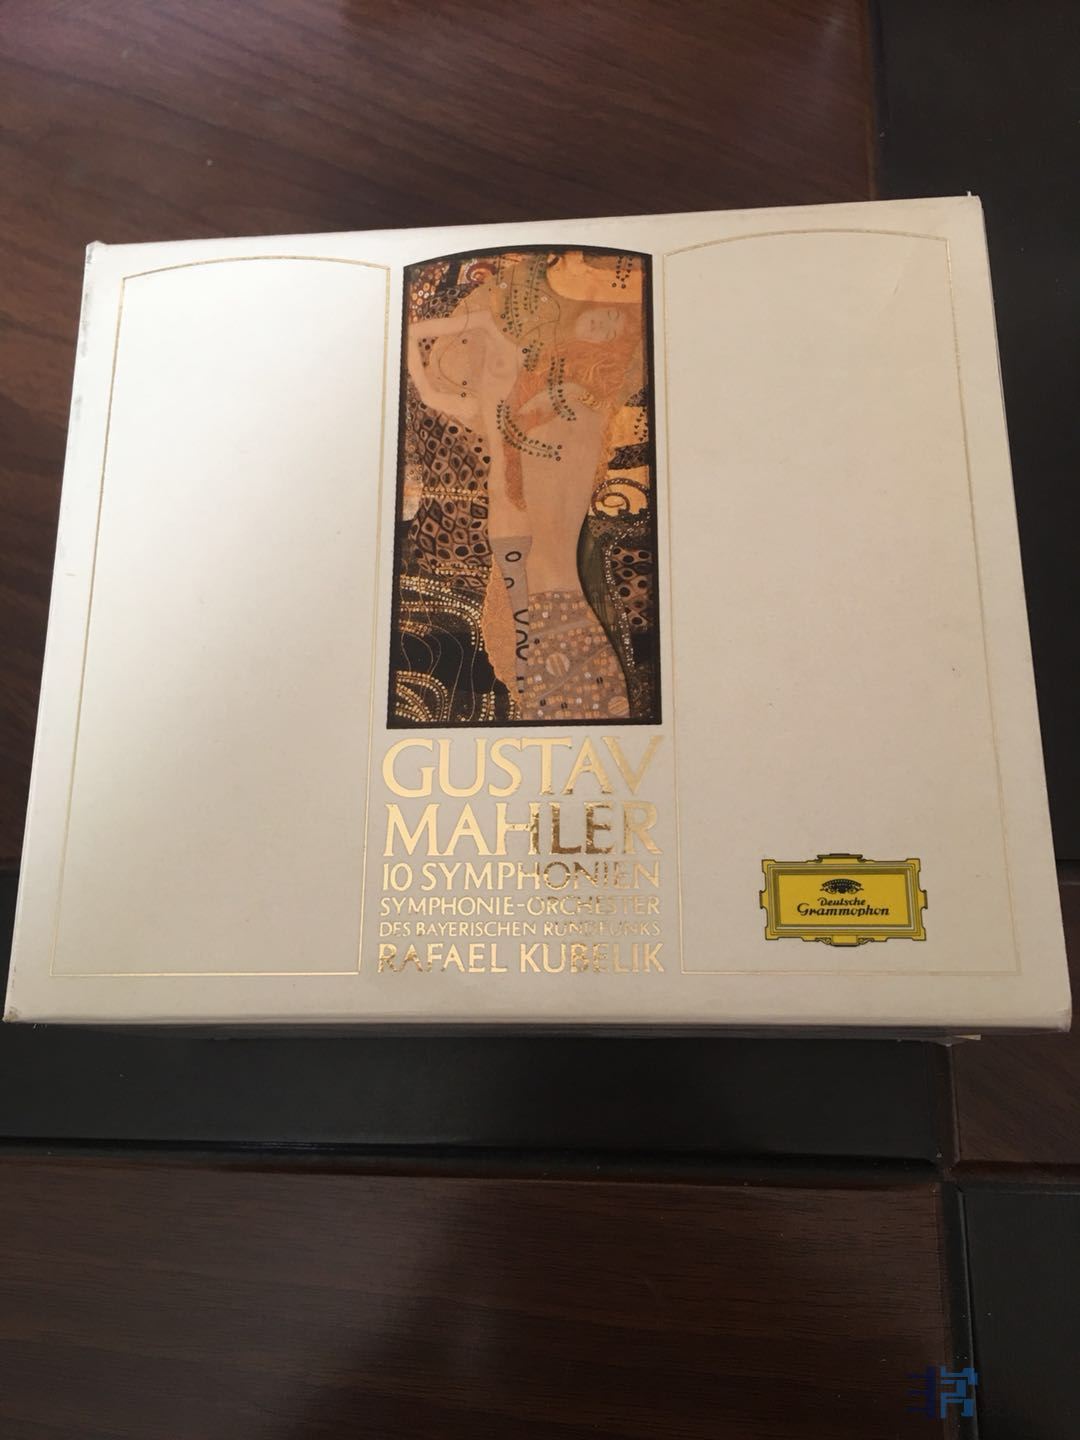 GUSTAV
MAHLER
10 SYMPHONIEN
SYMPHONIE-ORCHESTER
DES BAYERISCHEN RUNDFUNKS
RAFAEL KUBELIK
Deutsche
Grammophon